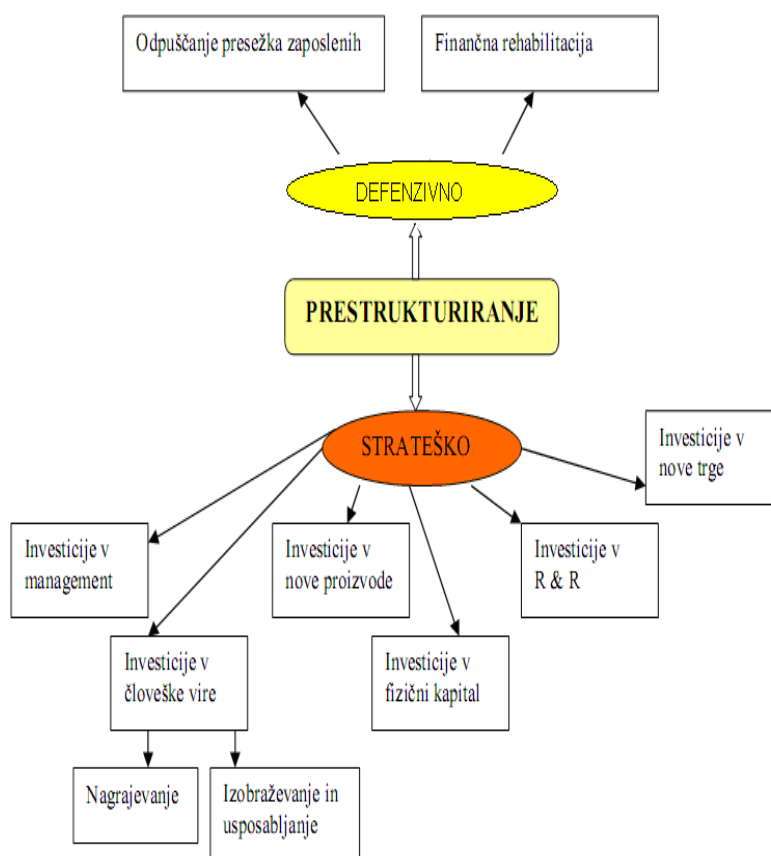 Odpuščanje presežka zaposlenih
Finančna rehabilitacija
DEFENZIVNO
PRESTRUKTURIRANJE
STRATEŠKO
Investicije v
nove trge
Investicije v
management
Investicije v
nove proizvode
Investicije v
R & R
Investicije v
človeške vire
Investicije v
fizični kapital
Nagrajevanje
Izobraževanje in
usposabljanje